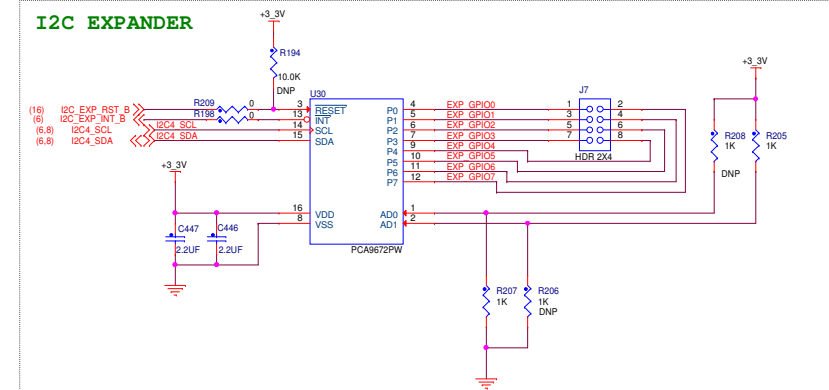 I2C EXPANDER
+3_3V
R194
10.0K
DNP
+3_3V
U30
J7
(16) I2C_EXP_RST_B R209 0 3 RESET P0 4 EXP_GPIO0 1 2
(6) I2C_EXP_INT_B R198 0 13 INT P1 5 EXP_GPIO1 3 4
(6,8) I2C4_SCL I2C4_SCL 14 SCL P2 6 EXP_GPIO2 5 6
(6,8) I2C4_SDA I2C4_SDA 15 SDA P3 7 EXP_GPIO3 7 8
P4 9 EXP_GPIO4
HDR 2X4
P5 10 EXP_GPIO5
P6 11 EXP_GPIO6
P7 12 EXP_GPIO7
R208 R205
1K 1K
DNP
+3_3V
16 VDD AD0 1
8 VSS AD1 2
C447 C446
2.2UF 2.2UF
PCA9672PW
R207 R206
1K 1K
DNP